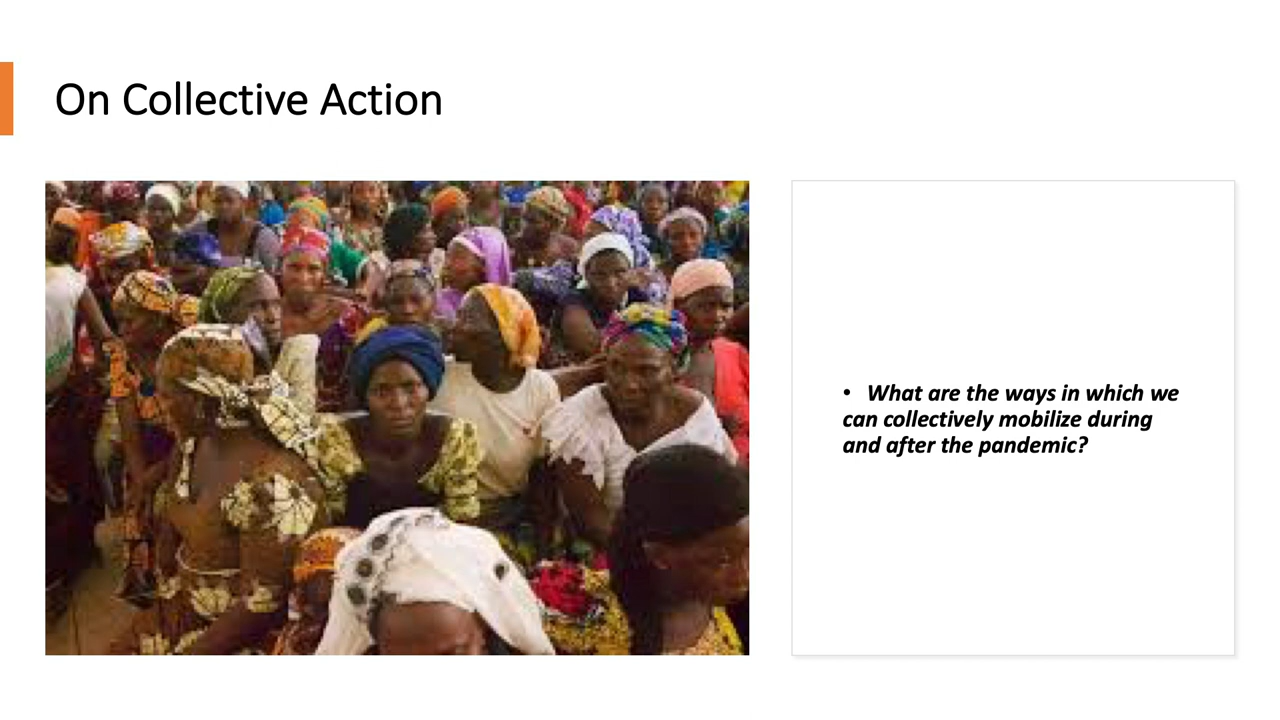 On Collective Action
• What are the ways in which we
can collectively mobilize during
and after the pandemic?